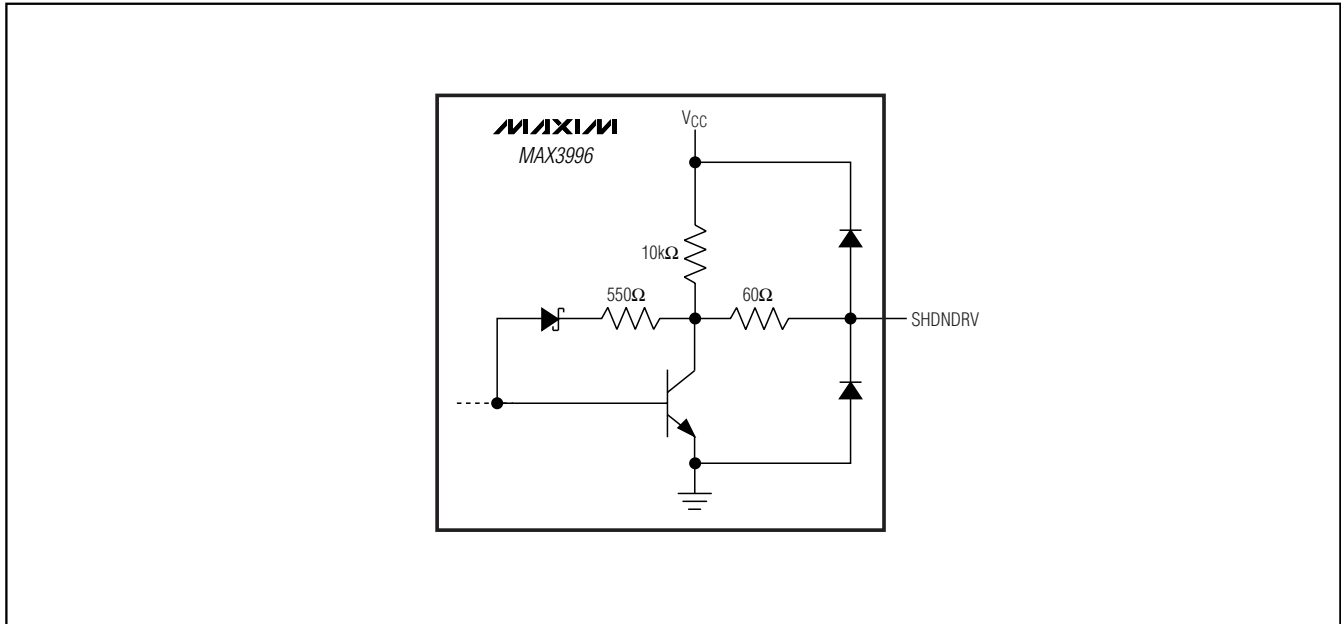 MAXIM
MAX3996
VCC
10kΩ
550Ω
60Ω
SHDNDRV